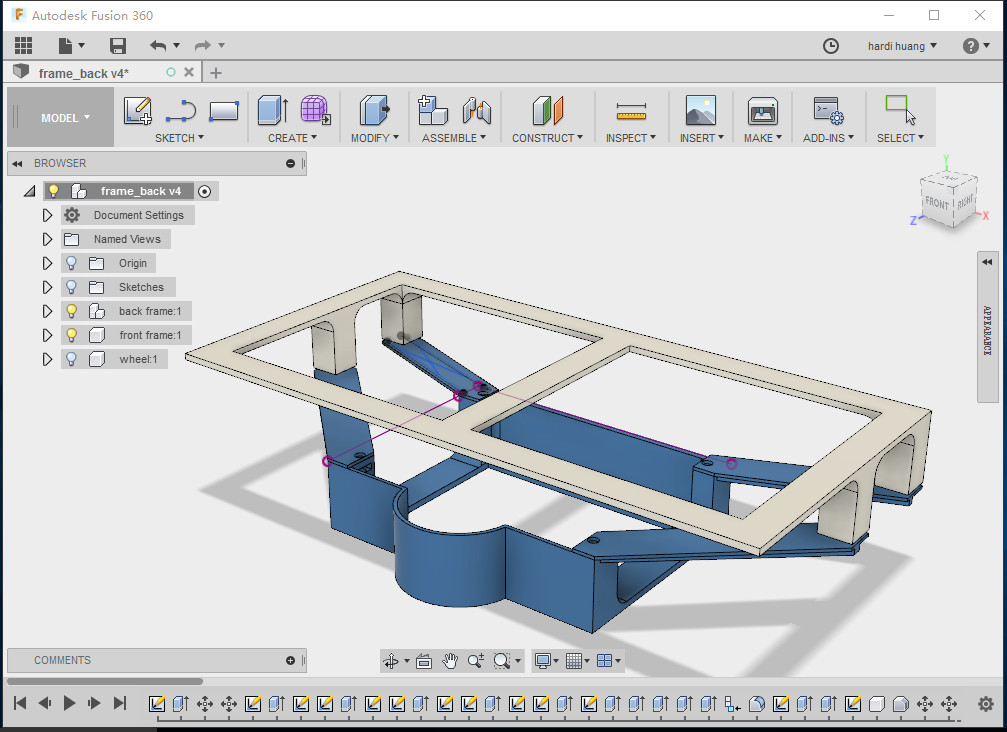 Autodesk Fusion 360
hardi huang
frame_back v4*
MODEL
SKETCH
CREATE
MODIFY
ASSEMBLE
CONSTRUCT
INSPECT
INSERT
MAKE
ADD-INS
SELECT
BROWSER
frame_back v4
Document Settings
Named Views
Origin
Sketches
back frame:1
front frame:1
wheel:1
Y
FRONT
RIGHT
Z
X
APPEARANCE
COMMENTS